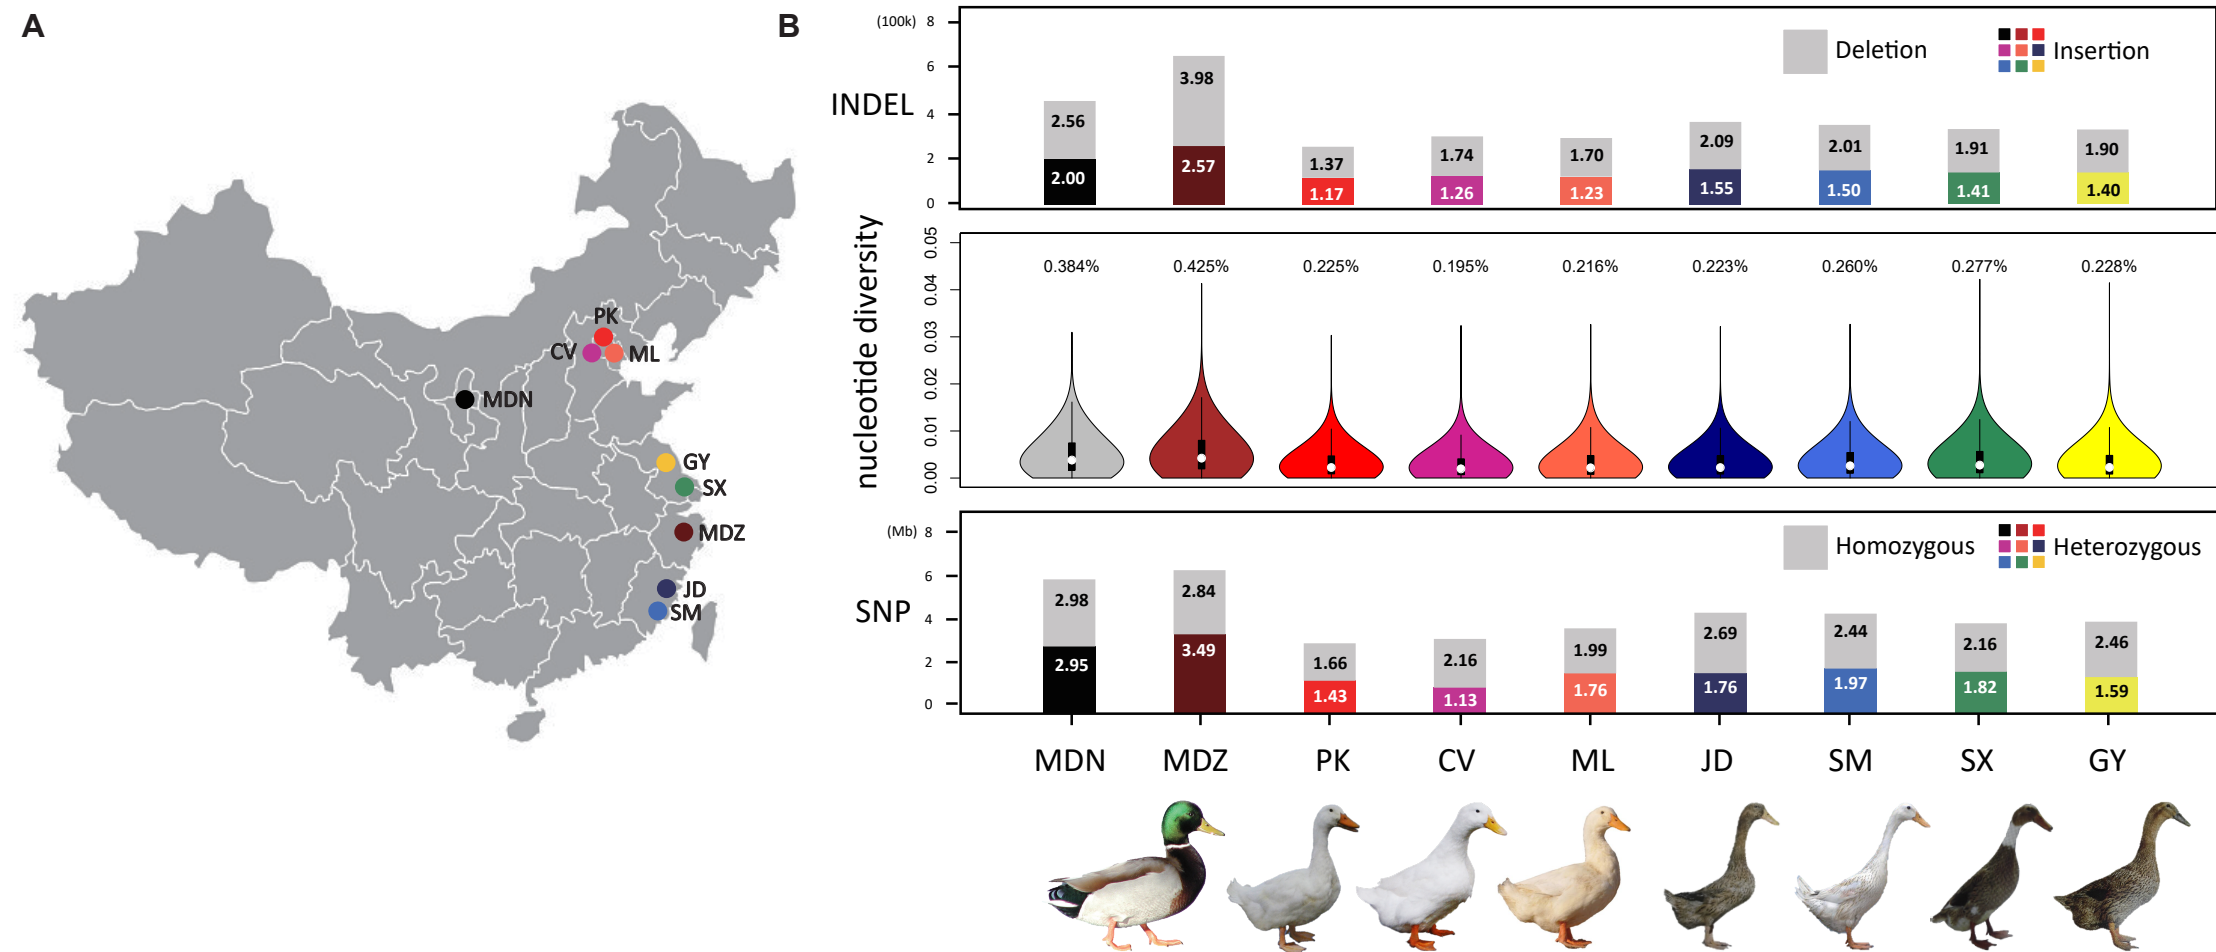 A
B
PK
CV
ML
MDN
GY
SX
MDZ
JD
SM
INDEL
(100k)
8
6
4
2
0
Deletion
Insertion
2.56
3.98
1.37
1.74
1.70
2.09
2.01
1.91
1.90
2.00
2.57
1.17
1.26
1.23
1.55
1.50
1.41
1.40
nucleotide diversity
0.05
0.04
0.03
0.02
0.01
0.00
0.384%
0.425%
0.225%
0.195%
0.216%
0.223%
0.260%
0.277%
0.228%
SNP
(Mb)
8
6
4
2
0
Homozygous
Heterozygous
2.98
2.84
1.66
2.16
1.99
2.69
2.44
2.16
2.46
2.95
3.49
1.43
1.13
1.76
1.76
1.97
1.82
1.59
MDN
MDZ
PK
CV
ML
JD
SM
SX
GY